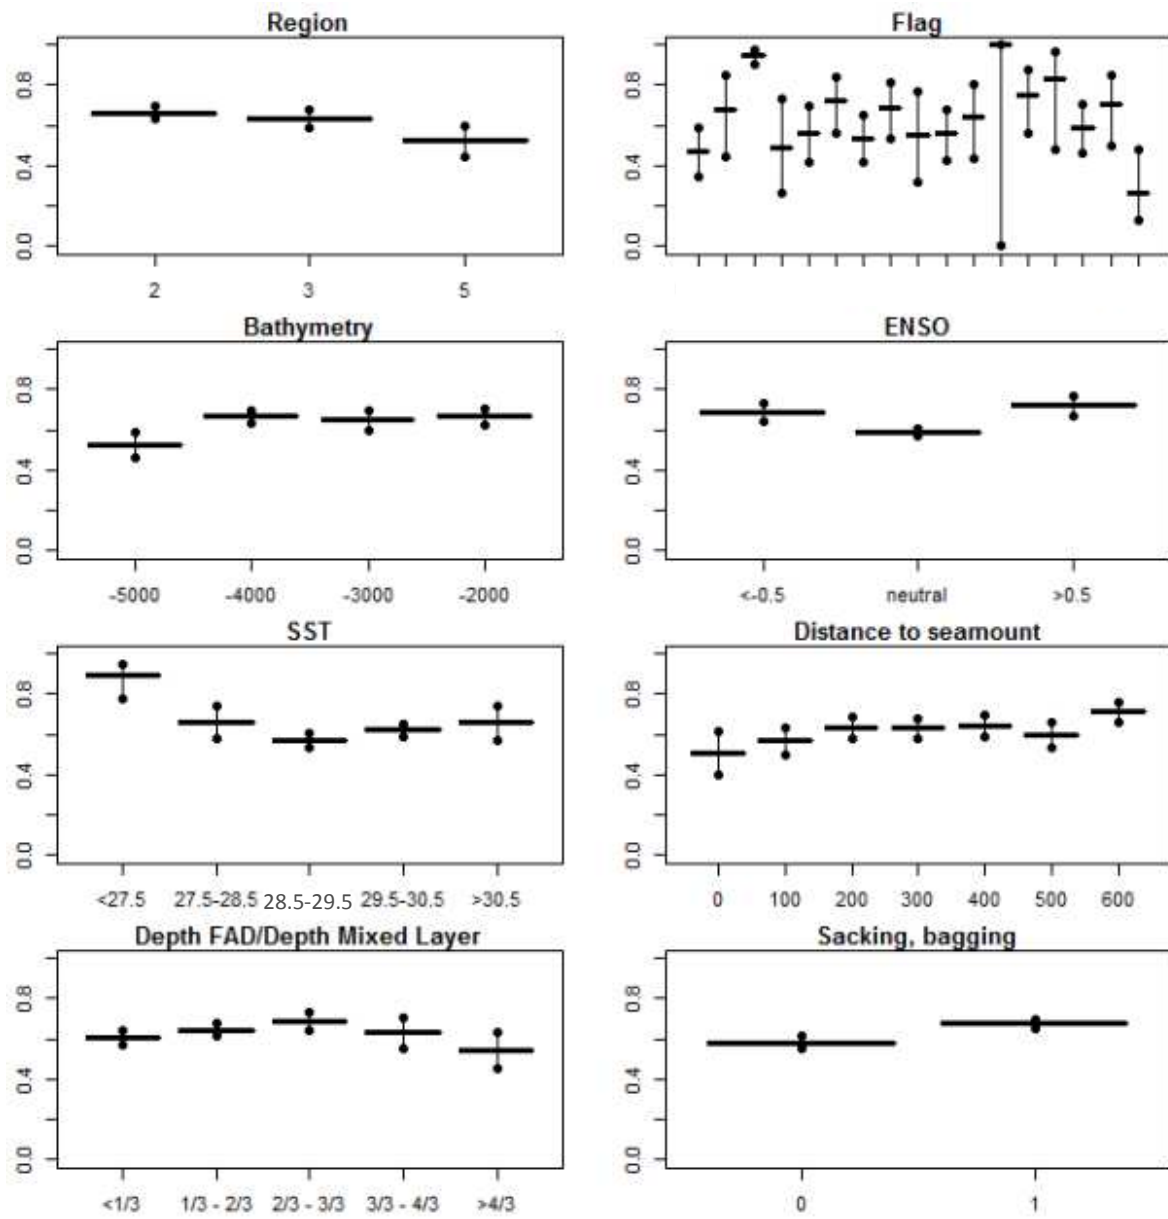 Region
0.8
0.4
0.0
2 3 5
Flag
0.8
0.4
0.0
Bathymetry
0.8
0.4
0.0
-5000 -4000 -3000 -2000
ENSO
0.8
0.4
0.0
<-0.5 neutral >0.5
SST
0.8
0.4
0.0
<27.5 27.5-28.5 28.5-29.5 29.5-30.5 >30.5
Distance to seamount
0.8
0.4
0.0
0 100 200 300 400 500 600
Depth FAD/Depth Mixed Layer
0.8
0.4
0.0
<1/3 1/3 - 2/3 2/3 - 3/3 3/3 - 4/3 >4/3
Sacking, bagging
0.8
0.4
0.0
0 1